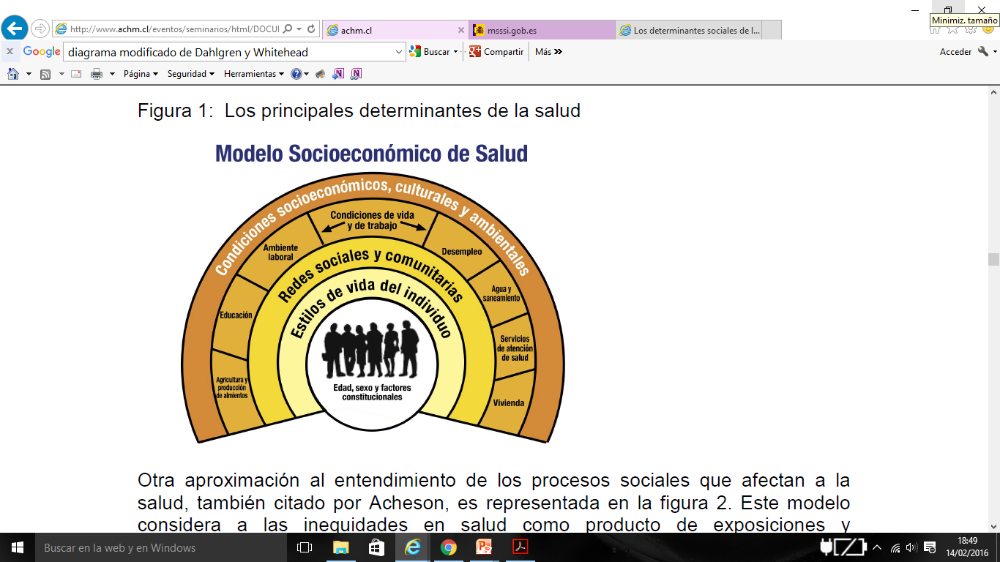 Minimiz. tamaño
http://www.achm.cl/eventos/seminarios/html/DOCUI
achm.cl
msssi.gob.es
Los determinantes sociales de l...
x Google diagrama modificado de Dahlgren y Whitehead Buscar Compartir Más »
Acceder
Página Seguridad Herramientas
Figura 1: Los principales determinantes de la salud
Modelo Socioeconómico de Salud
Condiciones socioeconómicos, culturales y ambientales
Condiciones de vida
y de trabajo
Ambiente
laboral
Desempleo
Redes sociales y comunitarias
Agua y
saneamiento
Estilos de vida del individuo
Educación
Servicios
de atención
de salud
Agricultura y
producción
de almientos
Edad, sexo y factores
constitucionales
Vivienda
Otra aproximación al entendimiento de los procesos sociales que afectan a la
salud, también citado por Acheson, es representada en la figura 2. Este modelo
considera a las inequidades en salud como producto de exposiciones y
Buscar en la web y en Windows
18:49
14/02/2016